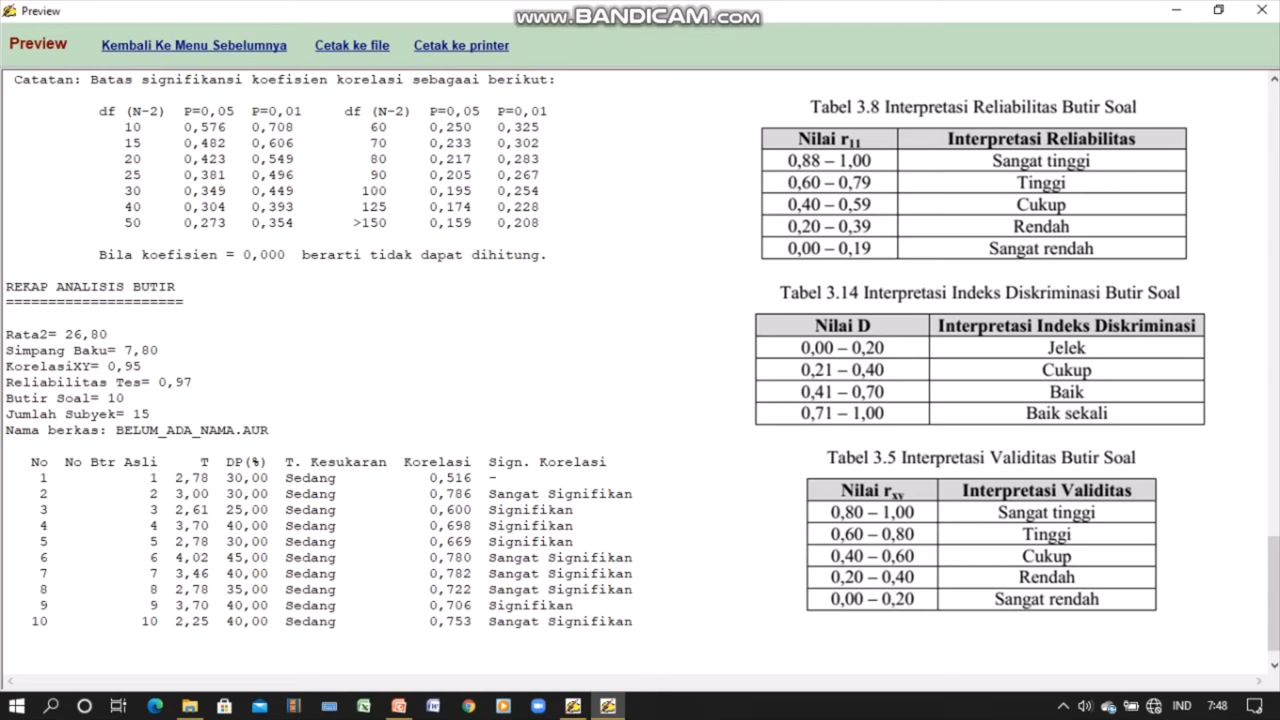 Preview
www.BANDICAM.com
Preview Kembali Ke Menu Sebelumnya Cetak ke file Cetak ke printer
Catatan: Batas signifikansi koefisien korelasi sebagaai berikut:
df (N-2) P=0,05 P=0,01 df (N-2) P=0,05 P=0,01
10 0,576 0,708 60 0,250 0,325
15 0,482 0,606 70 0,233 0,302
20 0,423 0,549 80 0,217 0,283
25 0,381 0,496 90 0,205 0,267
30 0,349 0,449 100 0,195 0,254
40 0,304 0,393 125 0,174 0,228
50 0,273 0,354 >150 0,159 0,208
Bila koefisien = 0,000 berarti tidak dapat dihitung.
REKAP ANALISIS BUTIR
=====================
Rata2= 26,80
Simpang Baku= 7,80
KorelasiXY= 0,95
Reliabilitas Tes= 0,97
Butir Soal= 10
Jumlah Subyek= 15
Nama berkas: BELUM_ADA_NAMA.AUR
No No Btr Asli T DP(%) T. Kesukaran Korelasi Sign. Korelasi
1 1 2,78 30,00 Sedang 0,516 -
2 2 3,00 30,00 Sedang 0,786 Sangat Signifikan
3 3 2,61 25,00 Sedang 0,600 Signifikan
4 4 3,70 40,00 Sedang 0,698 Signifikan
5 5 2,78 30,00 Sedang 0,669 Signifikan
6 6 4,02 45,00 Sedang 0,780 Sangat Signifikan
7 7 3,46 40,00 Sedang 0,782 Sangat Signifikan
8 8 2,78 35,00 Sedang 0,722 Sangat Signifikan
9 9 3,70 40,00 Sedang 0,706 Signifikan
10 10 2,25 40,00 Sedang 0,753 Sangat Signifikan
Tabel 3.8 Interpretasi Reliabilitas Butir Soal
Nilai r11 Interpretasi Reliabilitas
0,88 – 1,00 Sangat tinggi
0,60 – 0,79 Tinggi
0,40 – 0,59 Cukup
0,20 – 0,39 Rendah
0,00 – 0,19 Sangat rendah
Tabel 3.14 Interpretasi Indeks Diskriminasi Butir Soal
Nilai D Interpretasi Indeks Diskriminasi
0,00 – 0,20 Jelek
0,21 – 0,40 Cukup
0,41 – 0,70 Baik
0,71 – 1,00 Baik sekali
Tabel 3.5 Interpretasi Validitas Butir Soal
Nilai rxy Interpretasi Validitas
0,80 – 1,00 Sangat tinggi
0,60 – 0,80 Tinggi
0,40 – 0,60 Cukup
0,20 – 0,40 Rendah
0,00 – 0,20 Sangat rendah
IND 7:48